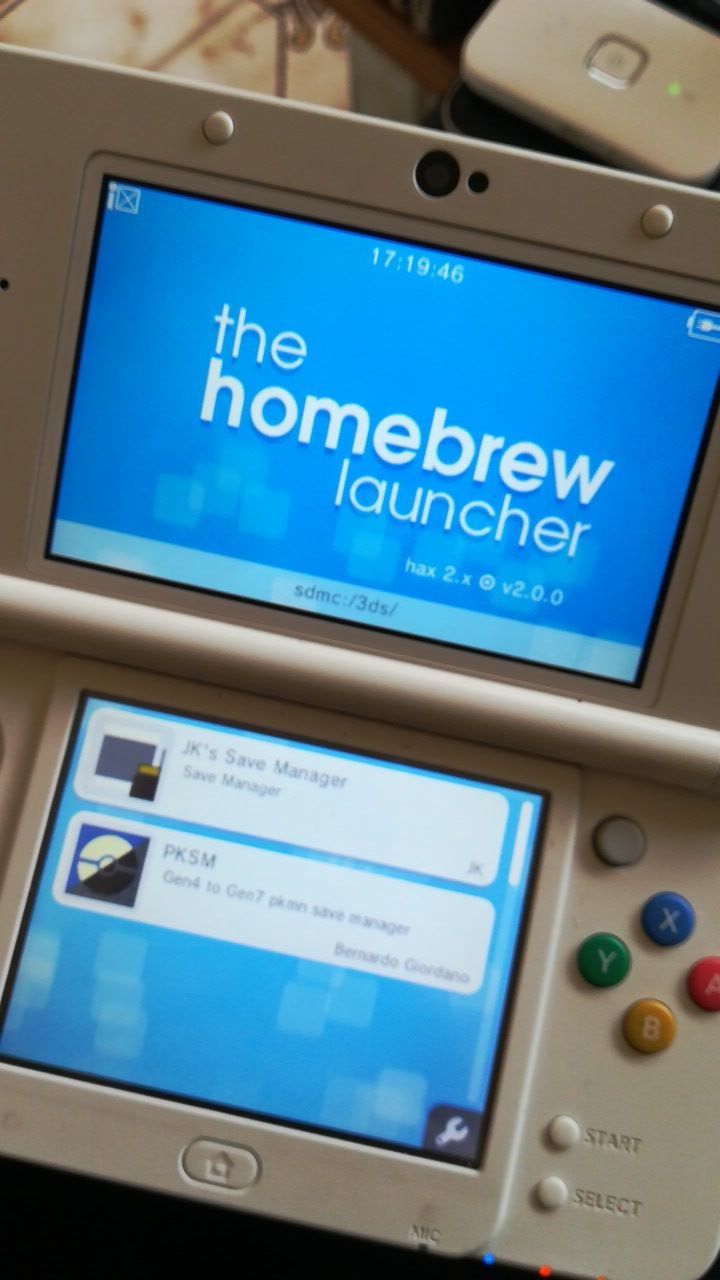 17:19:46
the
homebrew
launcher
hax 2.x v2.0.0
sdmc:/3ds/
JK's Save Manager
Save Manager
JK
PKSM
Gen4 to Gen7 pkmn save manager
Bernardo Giordano
X
Y
A
B
START
SELECT
MIC